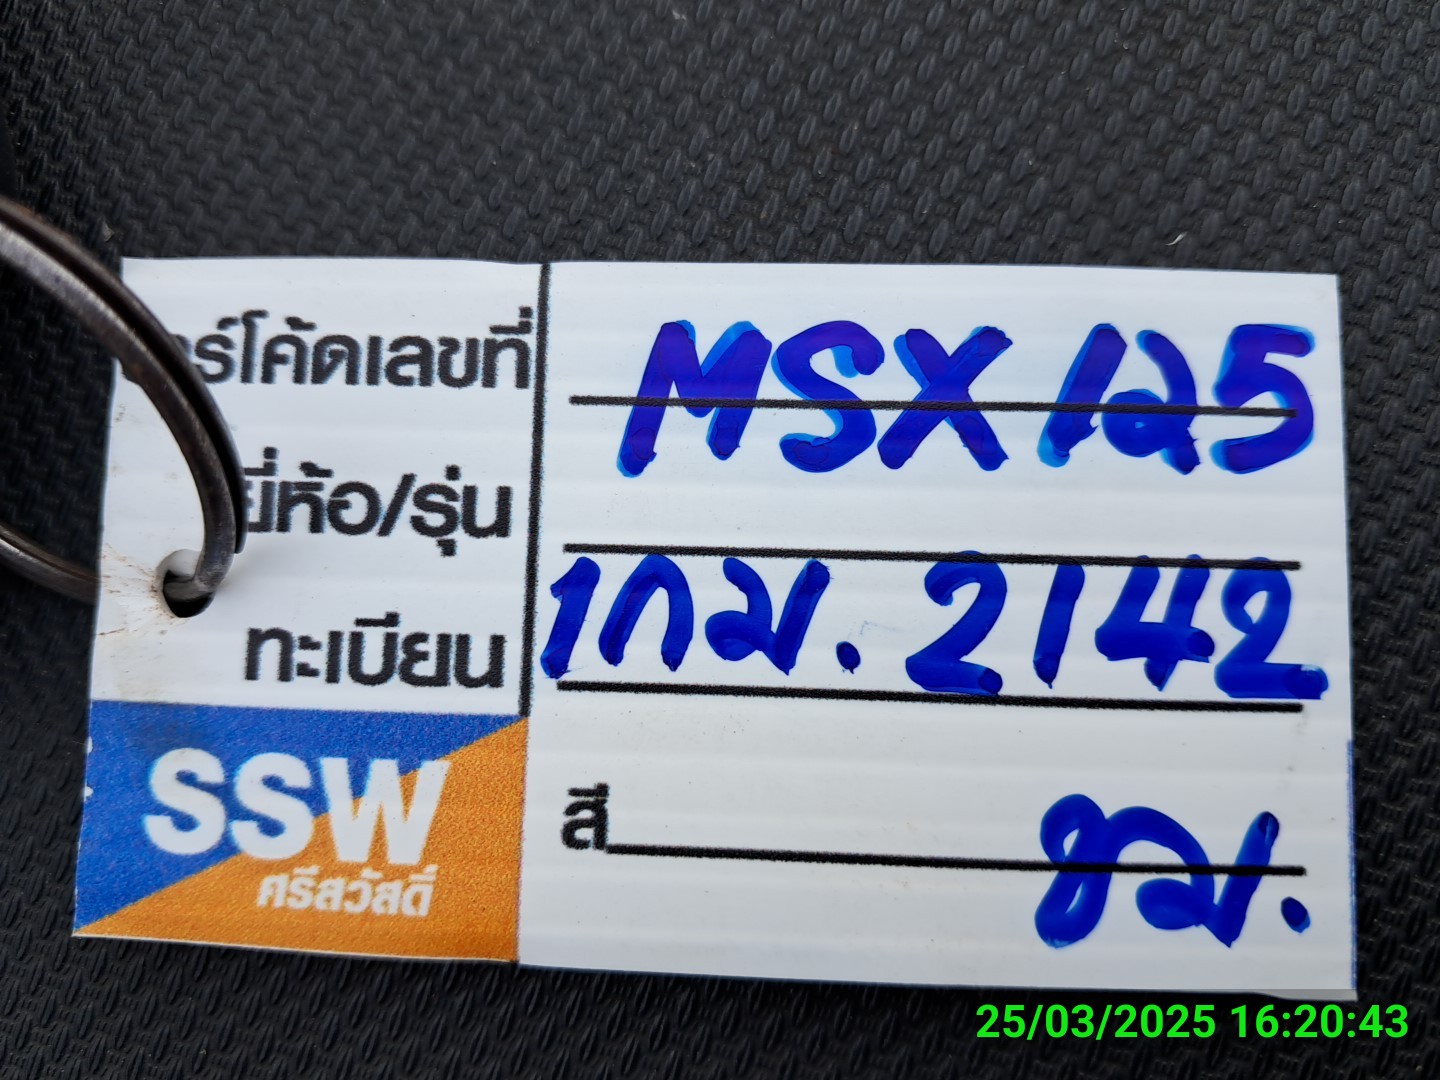 าร์โค้ดเลขที่
MSX 125
ยี่ห้อ/รุ่น
ทะเบียน
1กม. 2142
SSW
ศรีสวัสดิ์
สี
ชม.
25/03/2025 16:20:43